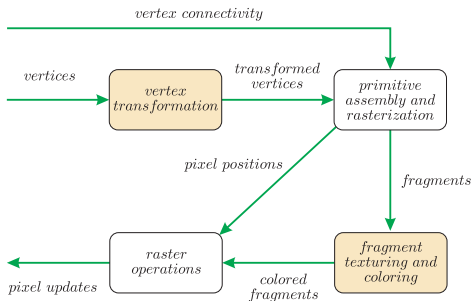 vertex connectivity
vertices
vertex
transformation
transformed
vertices
primitive
assembly and
rasterization
pixel positions
fragments
raster
operations
fragment
texturing and
coloring
pixel updates
colored
fragments